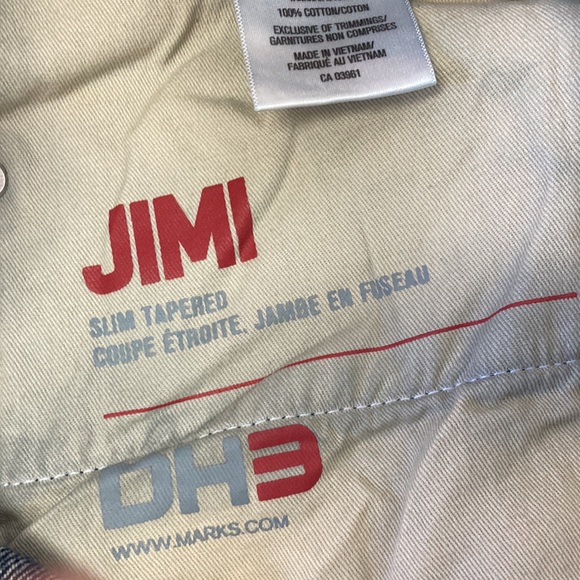 100% COTTON/COTON
EXCLUSIVE OF TRIMMINGS/
GARNITURES NON COMPRISES
MADE IN VIETNAM/
FABRIQUÉ AU VIETNAM
CA 03961
JIMI
SLIM TAPERED
COUPE ÉTROITE, JAMBE EN FUSEAU
DH3
WWW.MARKS.COM